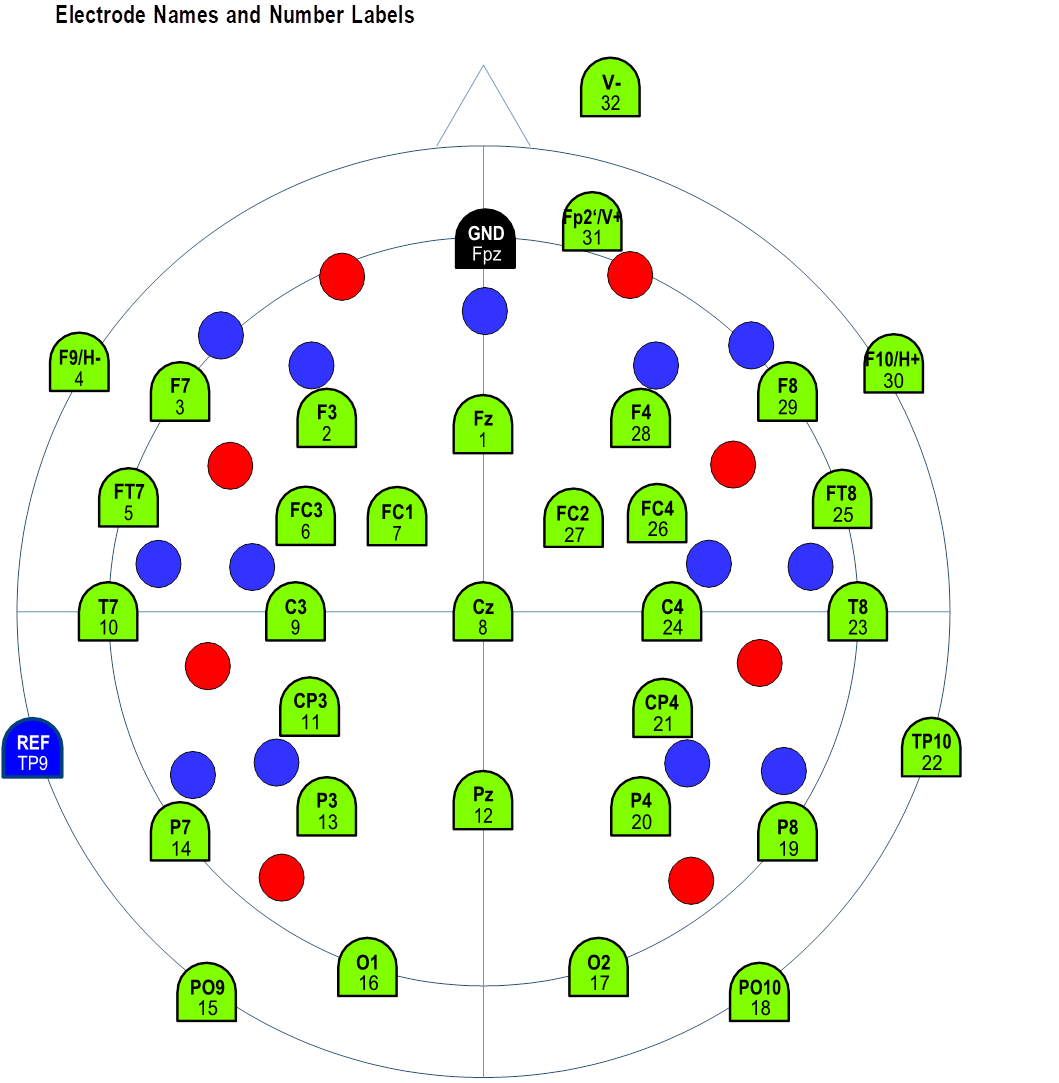 Electrode Names and Number Labels
V-
32
Fp2'/V+
31
GND
Fpz
F9/H-
4
F7
3
F3
2
Fz
1
F4
28
F8
29
F10/H+
30
FT7
5
FC3
6
FC1
7
FC2
27
FC4
26
FT8
25
T7
10
C3
9
Cz
8
C4
24
T8
23
REF
TP9
CP3
11
CP4
21
TP10
22
P7
14
P3
13
Pz
12
P4
20
P8
19
PO9
15
O1
16
O2
17
PO10
18